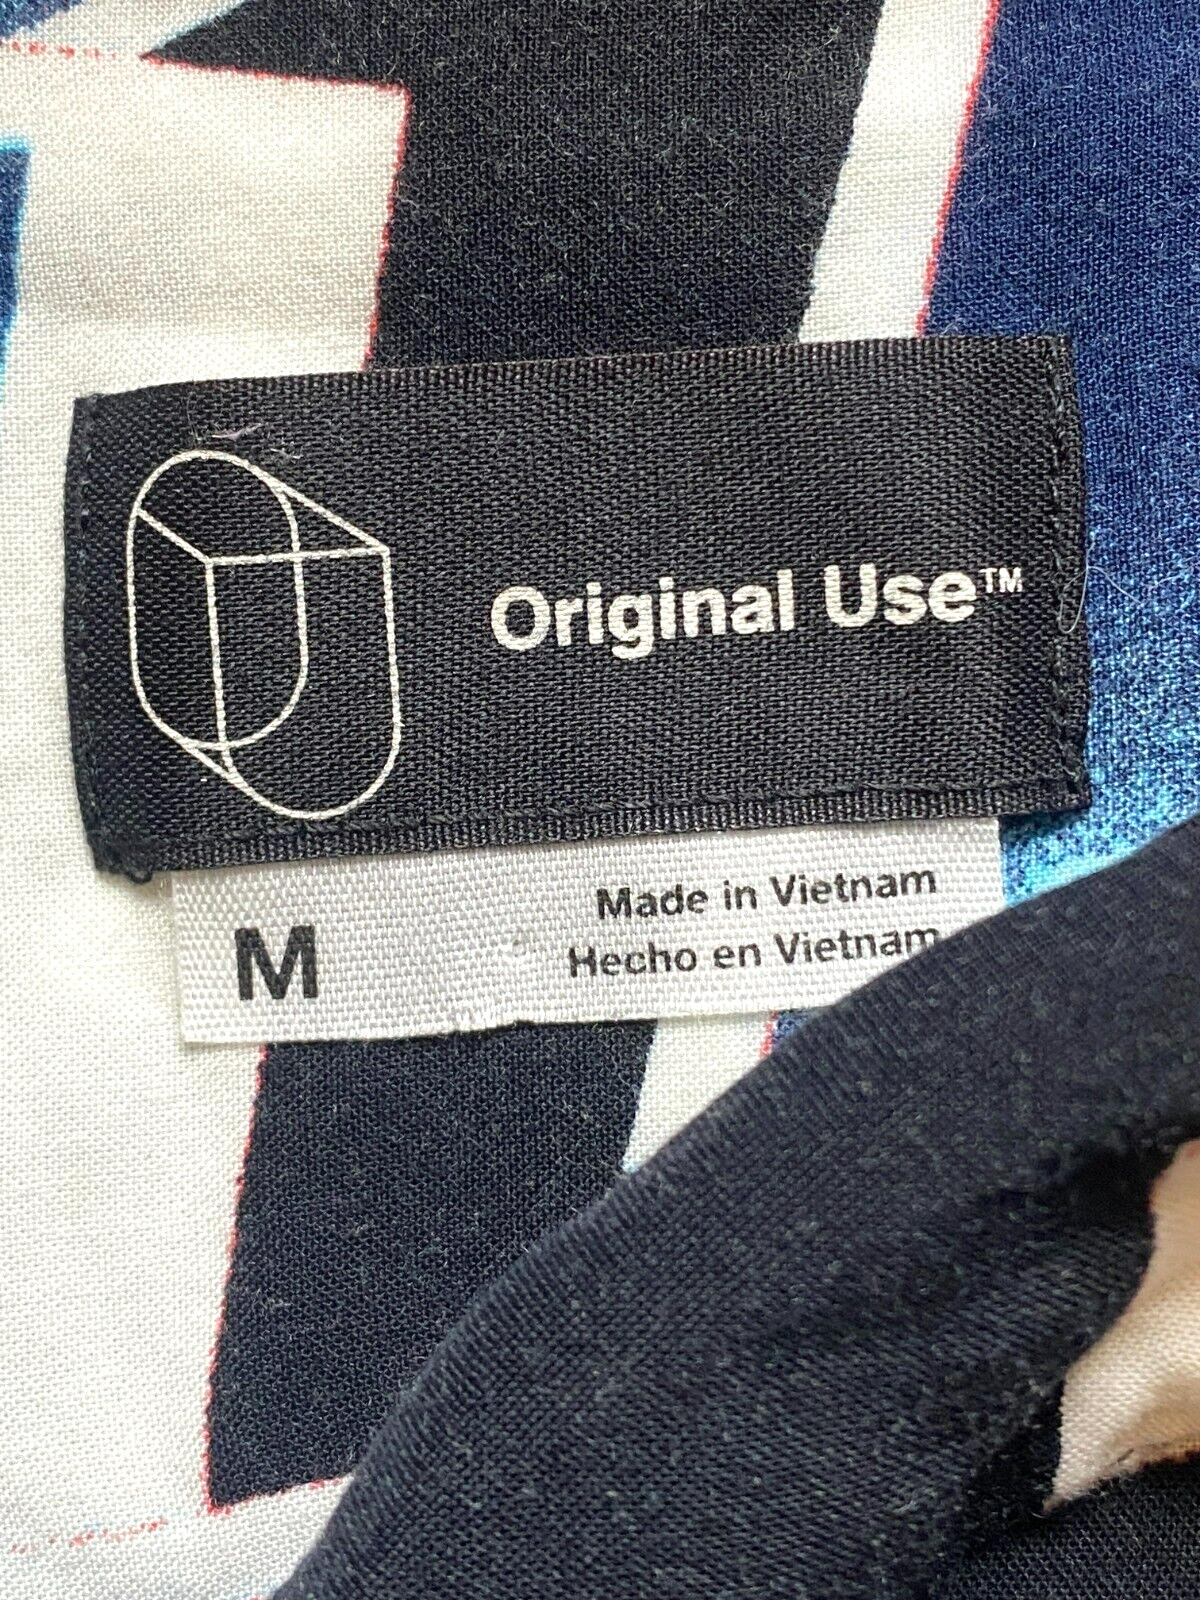 Original Use™
M
Made in Vietnam
Hecho en Vietnam